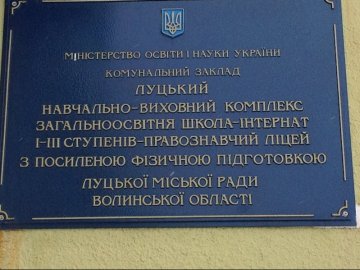 МІНІСТЕРСТВО ОСВІТИ І НАУКИ УКРАЇНИ
КОМУНАЛЬНИЙ ЗАКЛАД
ЛУЦЬКИЙ
НАВЧАЛЬНО-ВИХОВНИЙ КОМПЛЕКС
ЗАГАЛЬНООСВІТНЯ ШКОЛА-ІНТЕРНАТ
І-ІІІ СТУПЕНІВ-ПРАВОЗНАВЧИЙ ЛІЦЕЙ
З ПОСИЛЕНОЮ ФІЗИЧНОЮ ПІДГОТОВКОЮ
ЛУЦЬКОЇ МІСЬКОЇ РАДИ
ВОЛИНСЬКОЇ ОБЛАСТІ